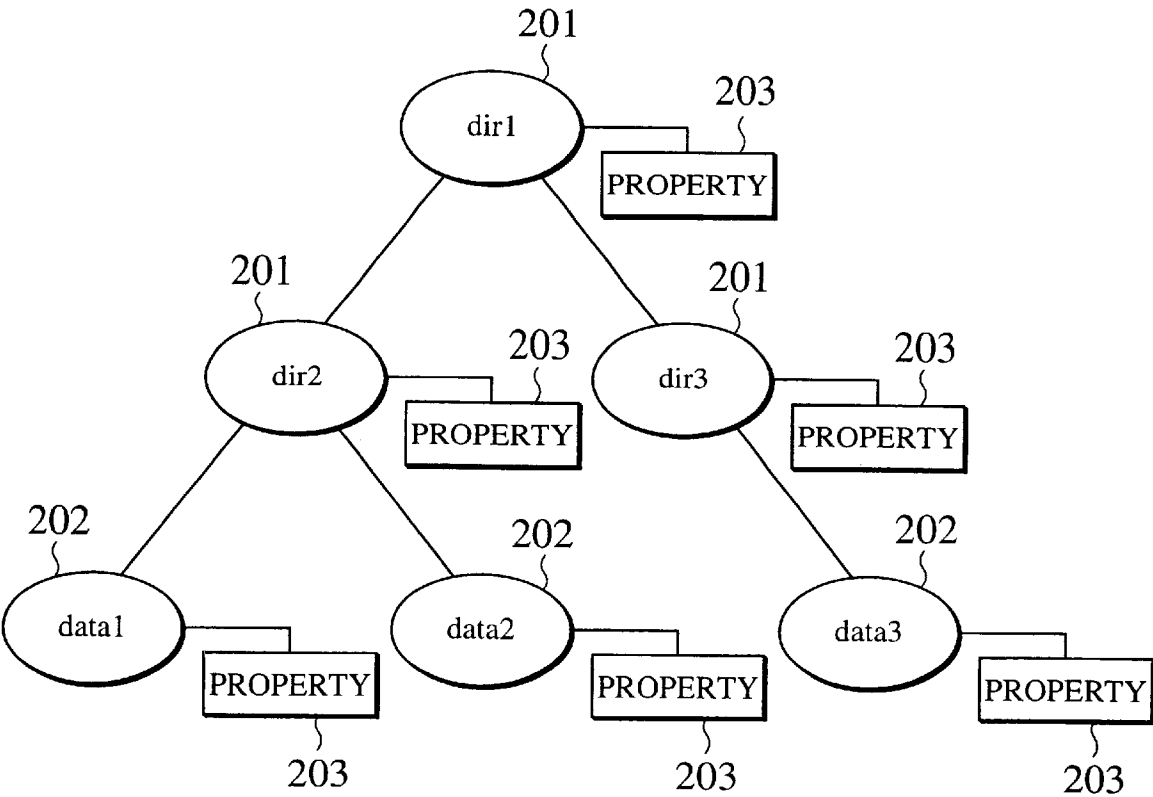 201
dir1
203
PROPERTY
201
dir2
203
PROPERTY
201
dir3
203
PROPERTY
202
data1
PROPERTY
203
202
data2
PROPERTY
203
202
data3
PROPERTY
203